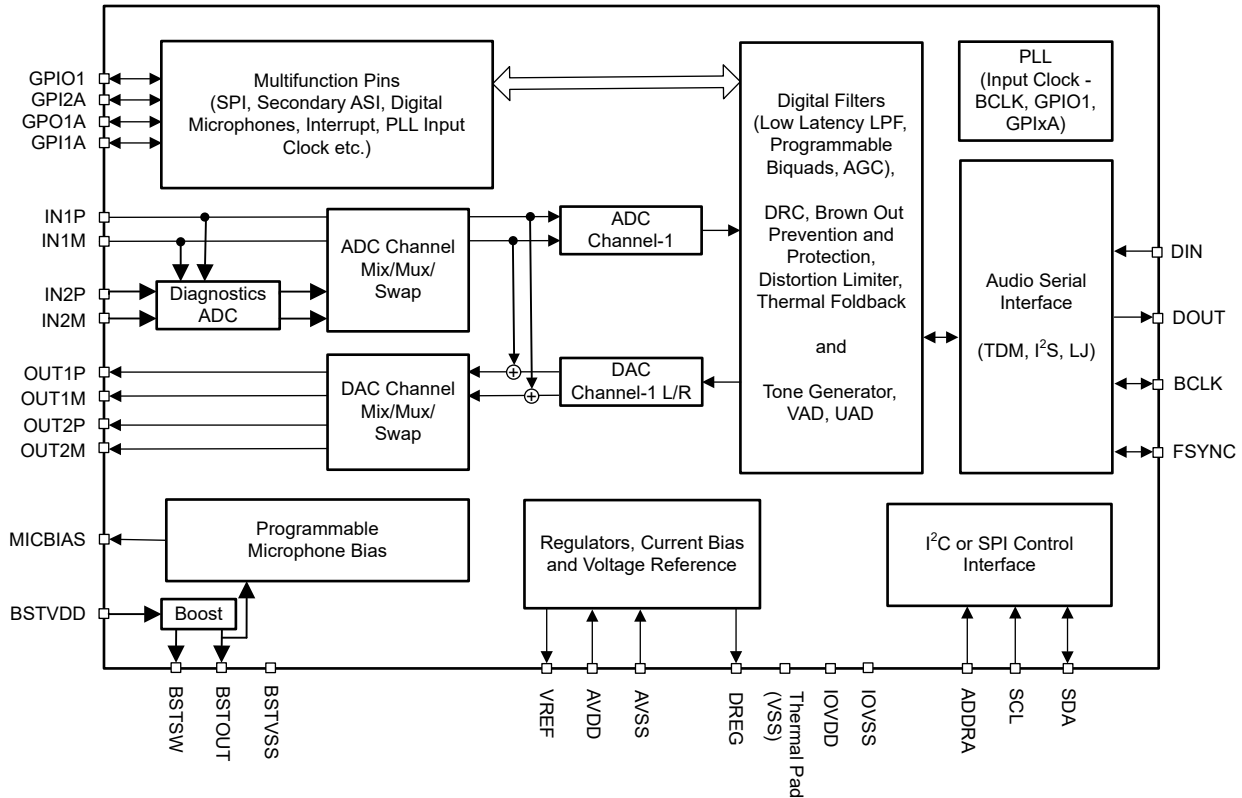 GPIO1
GPI2A
GPO1A
GPI1A
Multifunction Pins
(SPI, Secondary ASI, Digital
Microphones, Interrupt, PLL Input
Clock etc.)
Digital Filters
(Low Latency LPF,
Programmable
Biquads, AGC),
DRC, Brown Out
Prevention and
Protection,
Distortion Limiter,
Thermal Foldback
and
Tone Generator,
VAD, UAD
PLL
(Input Clock -
BCLK, GPIO1,
GPIxA)
IN1P
IN1M
IN2P
IN2M
Diagnostics
ADC
ADC Channel
Mix/Mux/
Swap
ADC
Channel-1
Audio Serial
Interface
(TDM, I²S, LJ)
DIN
DOUT
BCLK
FSYNC
OUT1P
OUT1M
OUT2P
OUT2M
DAC Channel
Mix/Mux/
Swap
DAC
Channel-1 L/R
MICBIAS
Programmable
Microphone Bias
Regulators, Current Bias
and Voltage Reference
I²C or SPI Control
Interface
BSTVDD
Boost
BSTSW
BSTOUT
BSTVSS
VREF
AVDD
AVSS
DREG
Thermal Pad
(VSS)
IOVDD
IOVSS
ADDRA
SCL
SDA